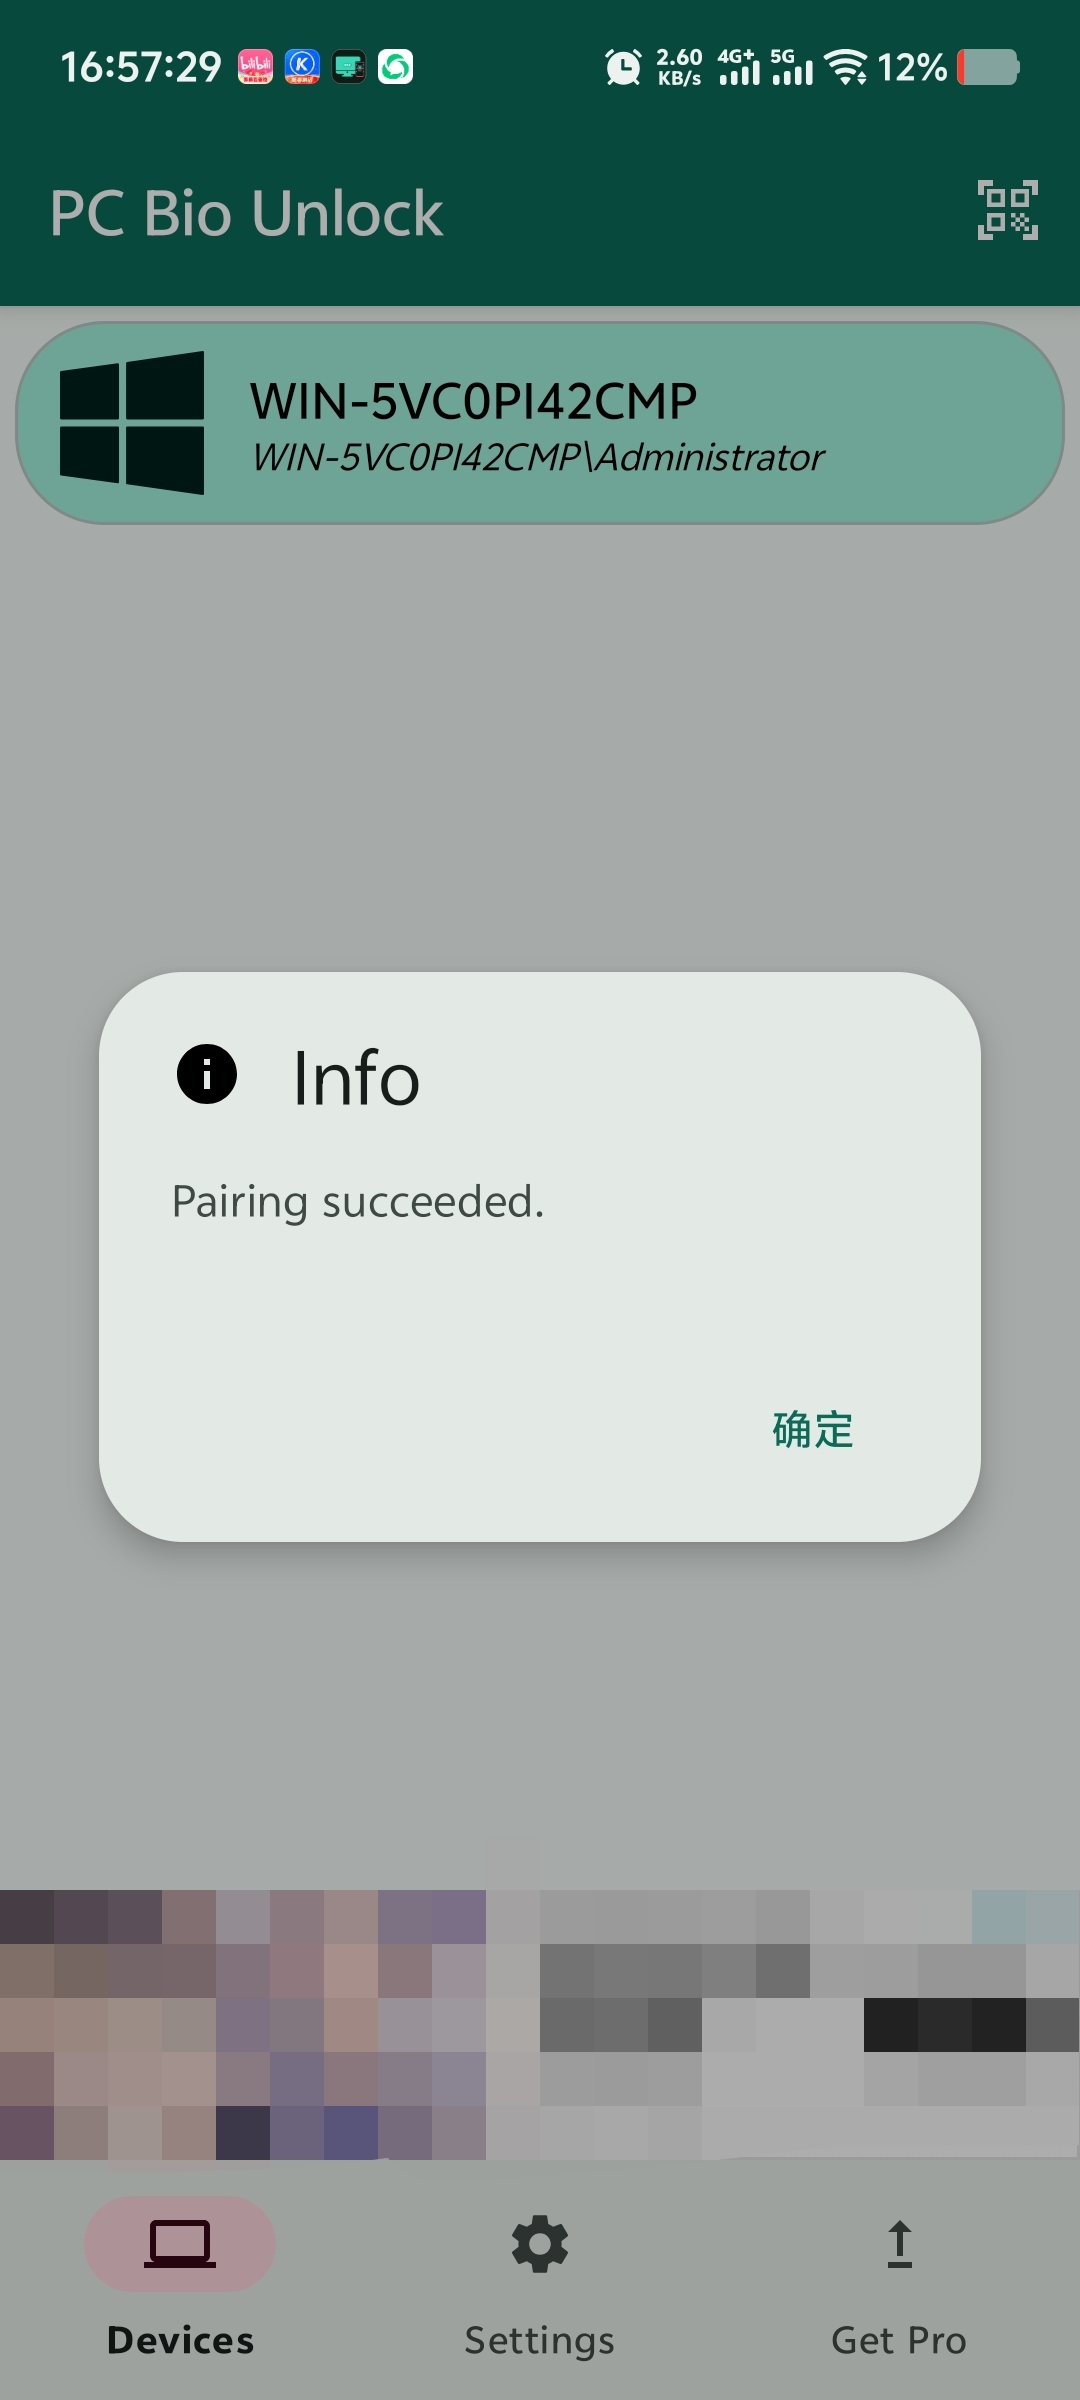 16:57:29 bilibili K 2.60 KB/s 4G+ 5G 12%
PC Bio Unlock
WIN-5VC0PI42CMP
WIN-5VC0PI42CMP\Administrator
Info
Pairing succeeded.
确定
Devices Settings Get Pro